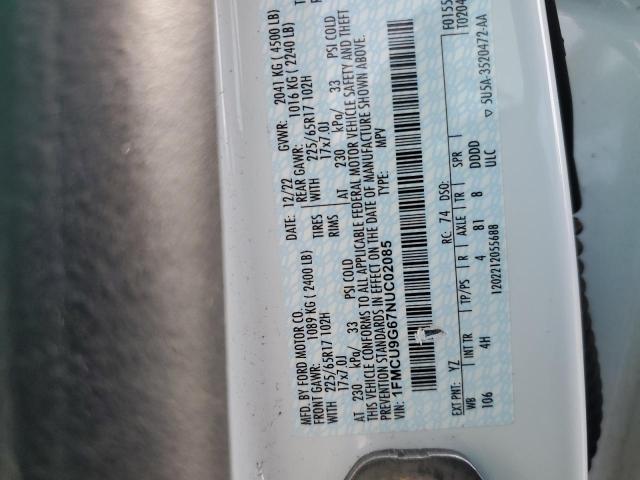 MFD. BY FORD MOTOR CO. DATE: 12/22 GVWR: 2041 KG ( 4500 LB)
FRONT GAWR: 1089 KG ( 2400 LB) REAR GAWR: 1016 KG ( 2240 LB)
WITH 225/65R17 102H TIRES WITH 225/65R17 102H
17x7.0J RIMS 17x7.0J
AT 230 kPa/ 33 PSI COLD AT 230 kPa/ 33 PSI COLD
THIS VEHICLE CONFORMS TO ALL APPLICABLE FEDERAL MOTOR VEHICLE SAFETY AND THEFT
PREVENTION STANDARDS IN EFFECT ON THE DATE OF MANUFACTURE SHOWN ABOVE.
VIN: 1FMCU9G67NUC02085 TYPE: MPV
F0155
T0204
EXT PNT: YZ RC: 74 DSO:
WB INT TR TP/PS R AXLE TR SPR
106 4H 4 81 8 DDDD
1202212055688 ULC
▽ 5U5A-3520472-AA